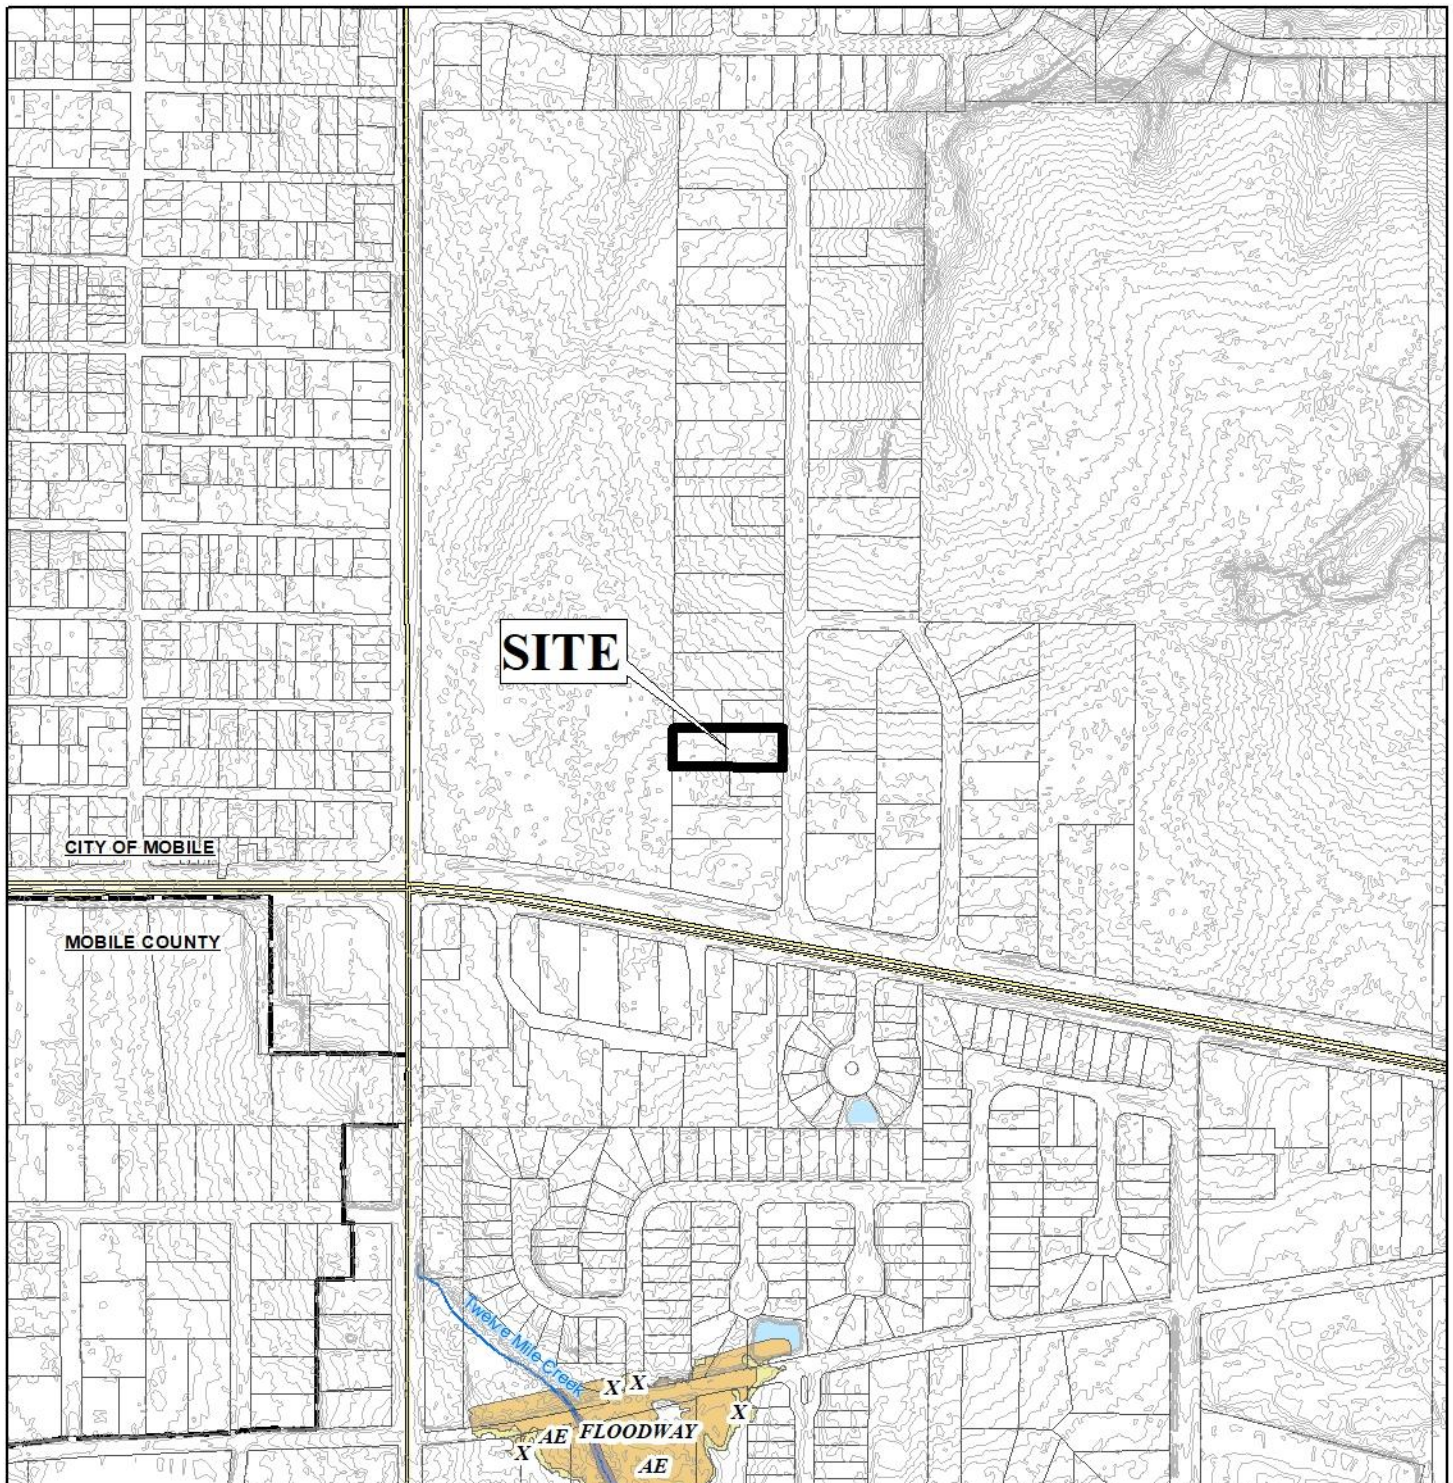 SITE
CITY OF MOBILE
MOBILE COUNTY
Twelve Mile Creek
X X
X
AE FLOODWAY
X
AE